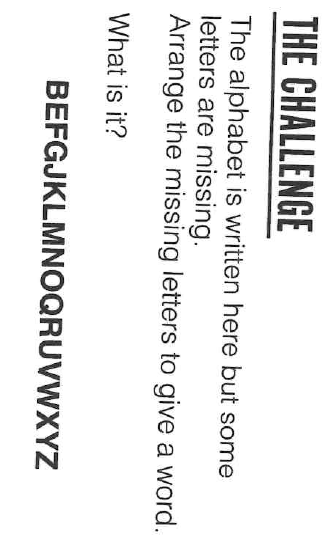 THE CHALLENGE
The alphabet is written here but some
letters are missing.
Arrange the missing letters to give a word.
What is it?
BEFGJKLMNOQRUVWXYZ